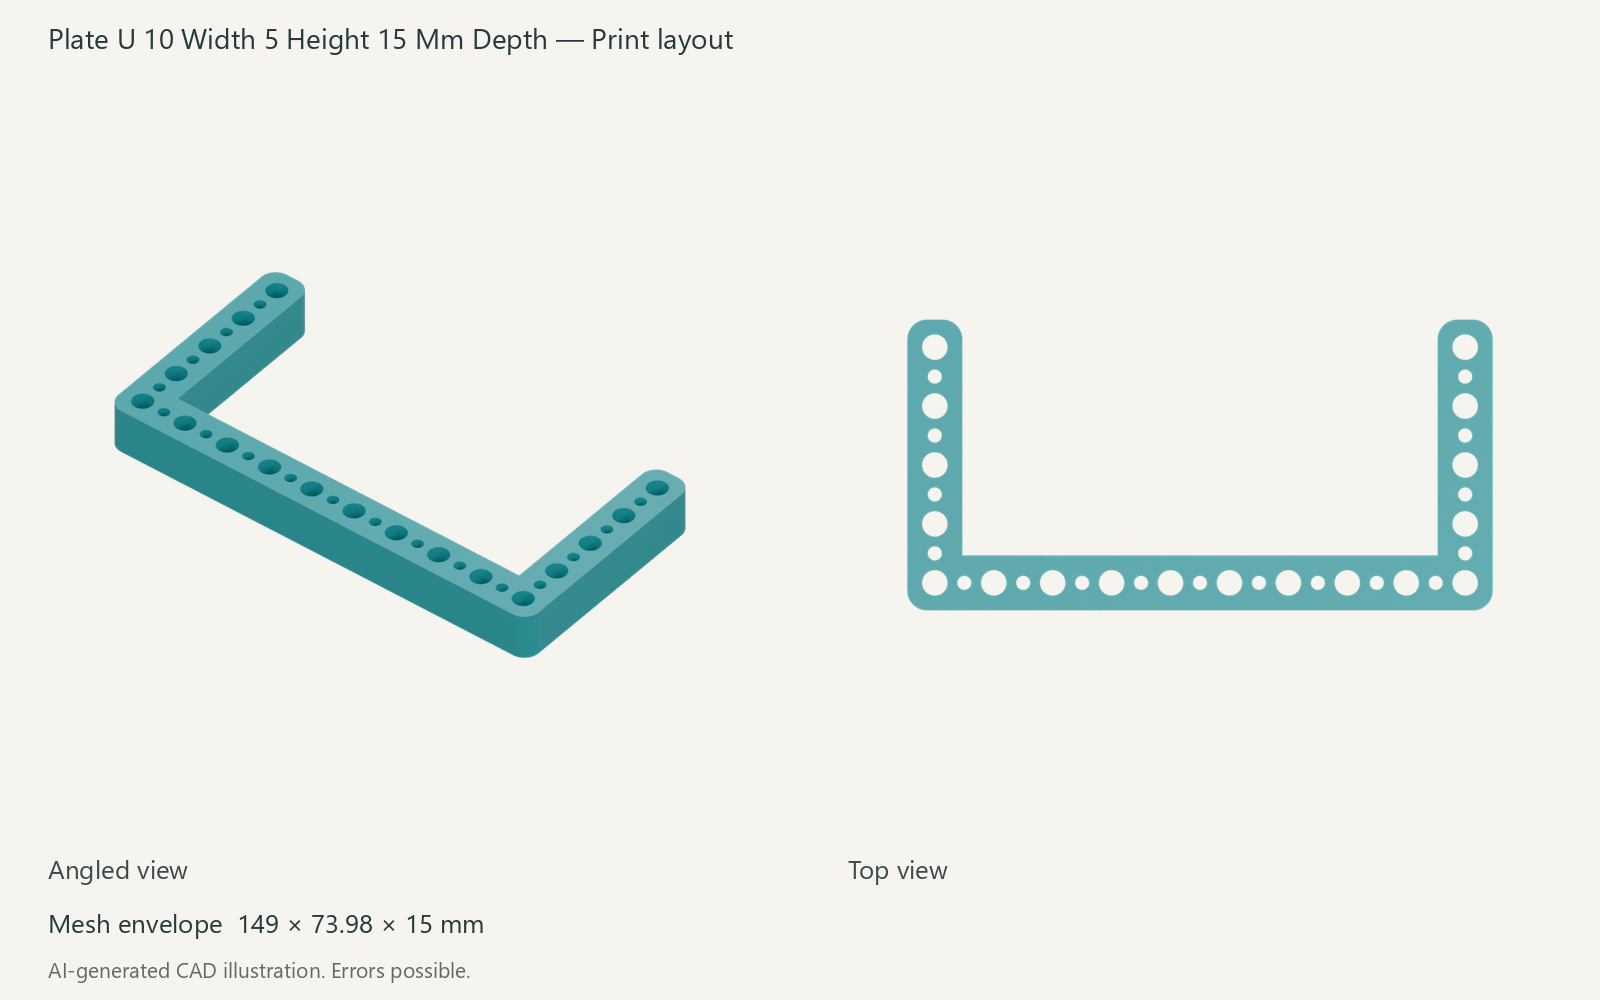 Plate U 10 Width 5 Height 15 Mm Depth — Print layout
Angled view
Top view
Mesh envelope 149 × 73.98 × 15 mm
AI-generated CAD illustration. Errors possible.